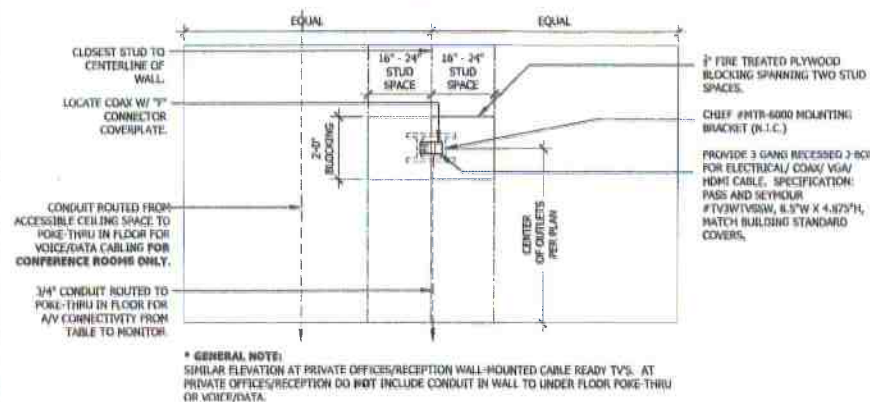 EQUAL
EQUAL
CLOSEST STUD TO
CENTERLINE OF
WALL.
16" - 24"
STUD
SPACE
16" - 24"
STUD
SPACE
FIRE TREATED PLYWOOD
BLOCKING SPANNING TWO STUD
SPACES.
LOCATE COAX W/ "F"
CONNECTOR
COVERPLATE.
CHIEF #MTR-6000 MOUNTING
BRACKET (N.I.C.)
2'-0"
BLOCKING
PROVIDE 3 GANG RECESSED
FOR ELECTRICAL/ COAX/ VGA/
HDMI CABLE. SPECIFICATION:
PASS AND SEYMOUR
8.5"W X 4.875"H,
MATCH BUILDING STANDARD
COVERS.
CENTER
OF OUTLETS
PER PLAN
CONDUIT ROUTED FROM
ACCESSIBLE CEILING SPACE TO
POKE-THRU IN FLOOR FOR
VOICE/DATA CABLING FOR
CONFERENCE ROOMS ONLY.
3/4" CONDUIT ROUTED TO
POKE-THRU IN FLOOR FOR
A/V CONNECTIVITY FROM
TABLE TO MONITOR.
* GENERAL NOTE:
SIMILAR ELEVATION AT PRIVATE OFFICES/RECEPTION WALL-MOUNTED CABLE READY TV'S. AT
PRIVATE OFFICES/RECEPTION DO NOT INCLUDE CONDUIT IN WALL TO UNDER FLOOR POKE-THRU
OR VOICE/DATA.